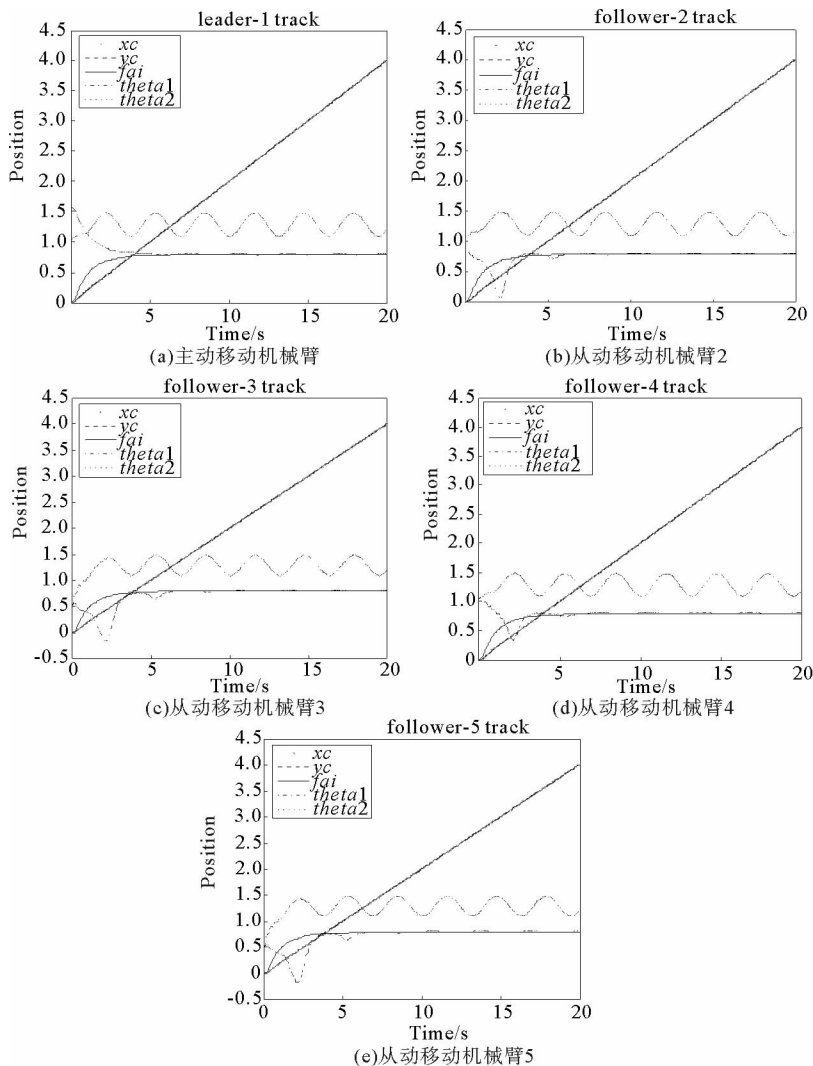 leader-1 track
4.5
4.0
3.5
3.0
2.5
2.0
1.5
1.0
0.5
0
Position
xc
yc
fai
theta1
theta2
5
10
15
20
Time/s
(a)主动移动机械臂
follower-2 track
4.5
4.0
3.5
3.0
2.5
2.0
1.5
1.0
0.5
0
Position
xc
yc
fai
theta1
theta2
5
10
15
20
Time/s
(b)从动移动机械臂2
follower-3 track
4.5
4.0
3.5
3.0
2.5
2.0
1.5
1.0
0.5
0
-0.5
Position
xc
yc
fai
theta1
theta2
0
5
10
15
20
Time/s
(c)从动移动机械臂3
follower-4 track
4.5
4.0
3.5
3.0
2.5
2.0
1.5
1.0
0.5
0
Position
xc
yc
fai
theta1
theta2
5
10
15
20
Time/s
(d)从动移动机械臂4
follower-5 track
4.5
4.0
3.5
3.0
2.5
2.0
1.5
1.0
0.5
0
-0.5
Position
xc
yc
fai
theta1
theta2
0
5
10
15
20
Time/s
(e)从动移动机械臂5